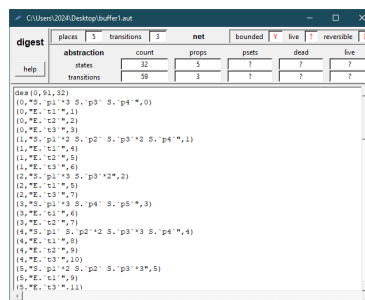 C:\Users\2024\Desktop\buffer1.aut
digest places 5 transitions 3 net bounded Y live ? reversible ?
abstraction count props psets dead live
help states 32 5 ? ? ?
transitions 59 3 ? ? ?
des(0,91,32)
(0,"S.`p1`*3 S.`p3` S.`p4`",0)
(0,"E.`t1`",1)
(0,"E.`t2`",2)
(0,"E.`t3`",3)
(1,"S.`p1`*2 S.`p2` S.`p3`*2 S.`p4`",1)
(1,"E.`t1`",4)
(1,"E.`t2`",5)
(1,"E.`t3`",6)
(2,"S.`p1`*3 S.`p3`*2",2)
(2,"E.`t1`",5)
(2,"E.`t3`",7)
(3,"S.`p1`*3 S.`p4` S.`p5`",3)
(3,"E.`t1`",6)
(3,"E.`t2`",7)
(4,"S.`p1` S.`p2`*2 S.`p3`*3 S.`p4`",4)
(4,"E.`t1`",8)
(4,"E.`t2`",9)
(4,"E.`t3`",10)
(5,"S.`p1`*2 S.`p2` S.`p3`*3",5)
(5,"E.`t1`",9)
(5,"E.`t3`",11)